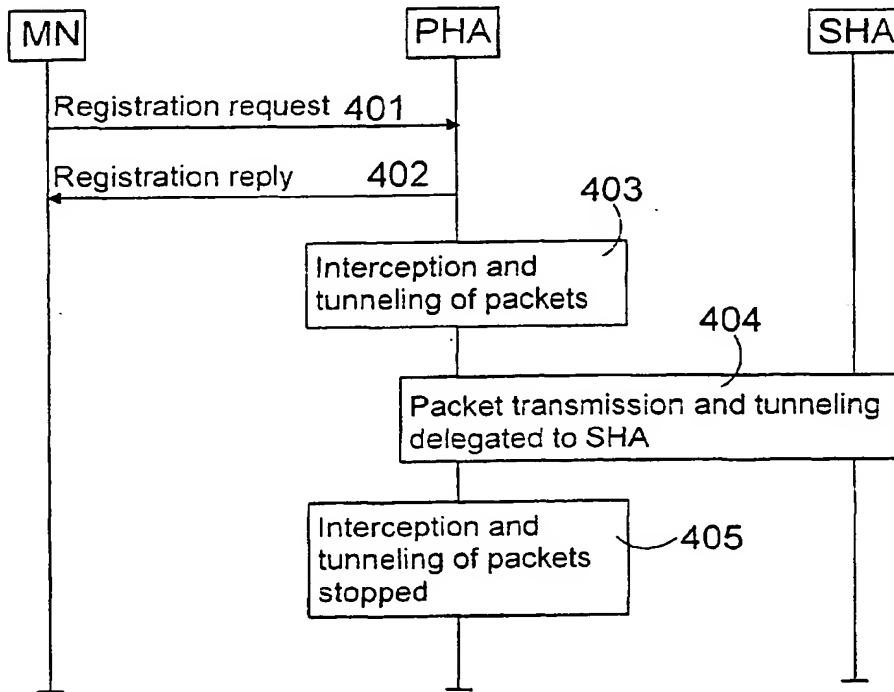 MN
PHA
SHA
Registration request 401
Registration reply 402
403
Interception and
tunneling of packets
404
Packet transmission and tunneling
delegated to SHA
Interception and
tunneling of packets
stopped
405